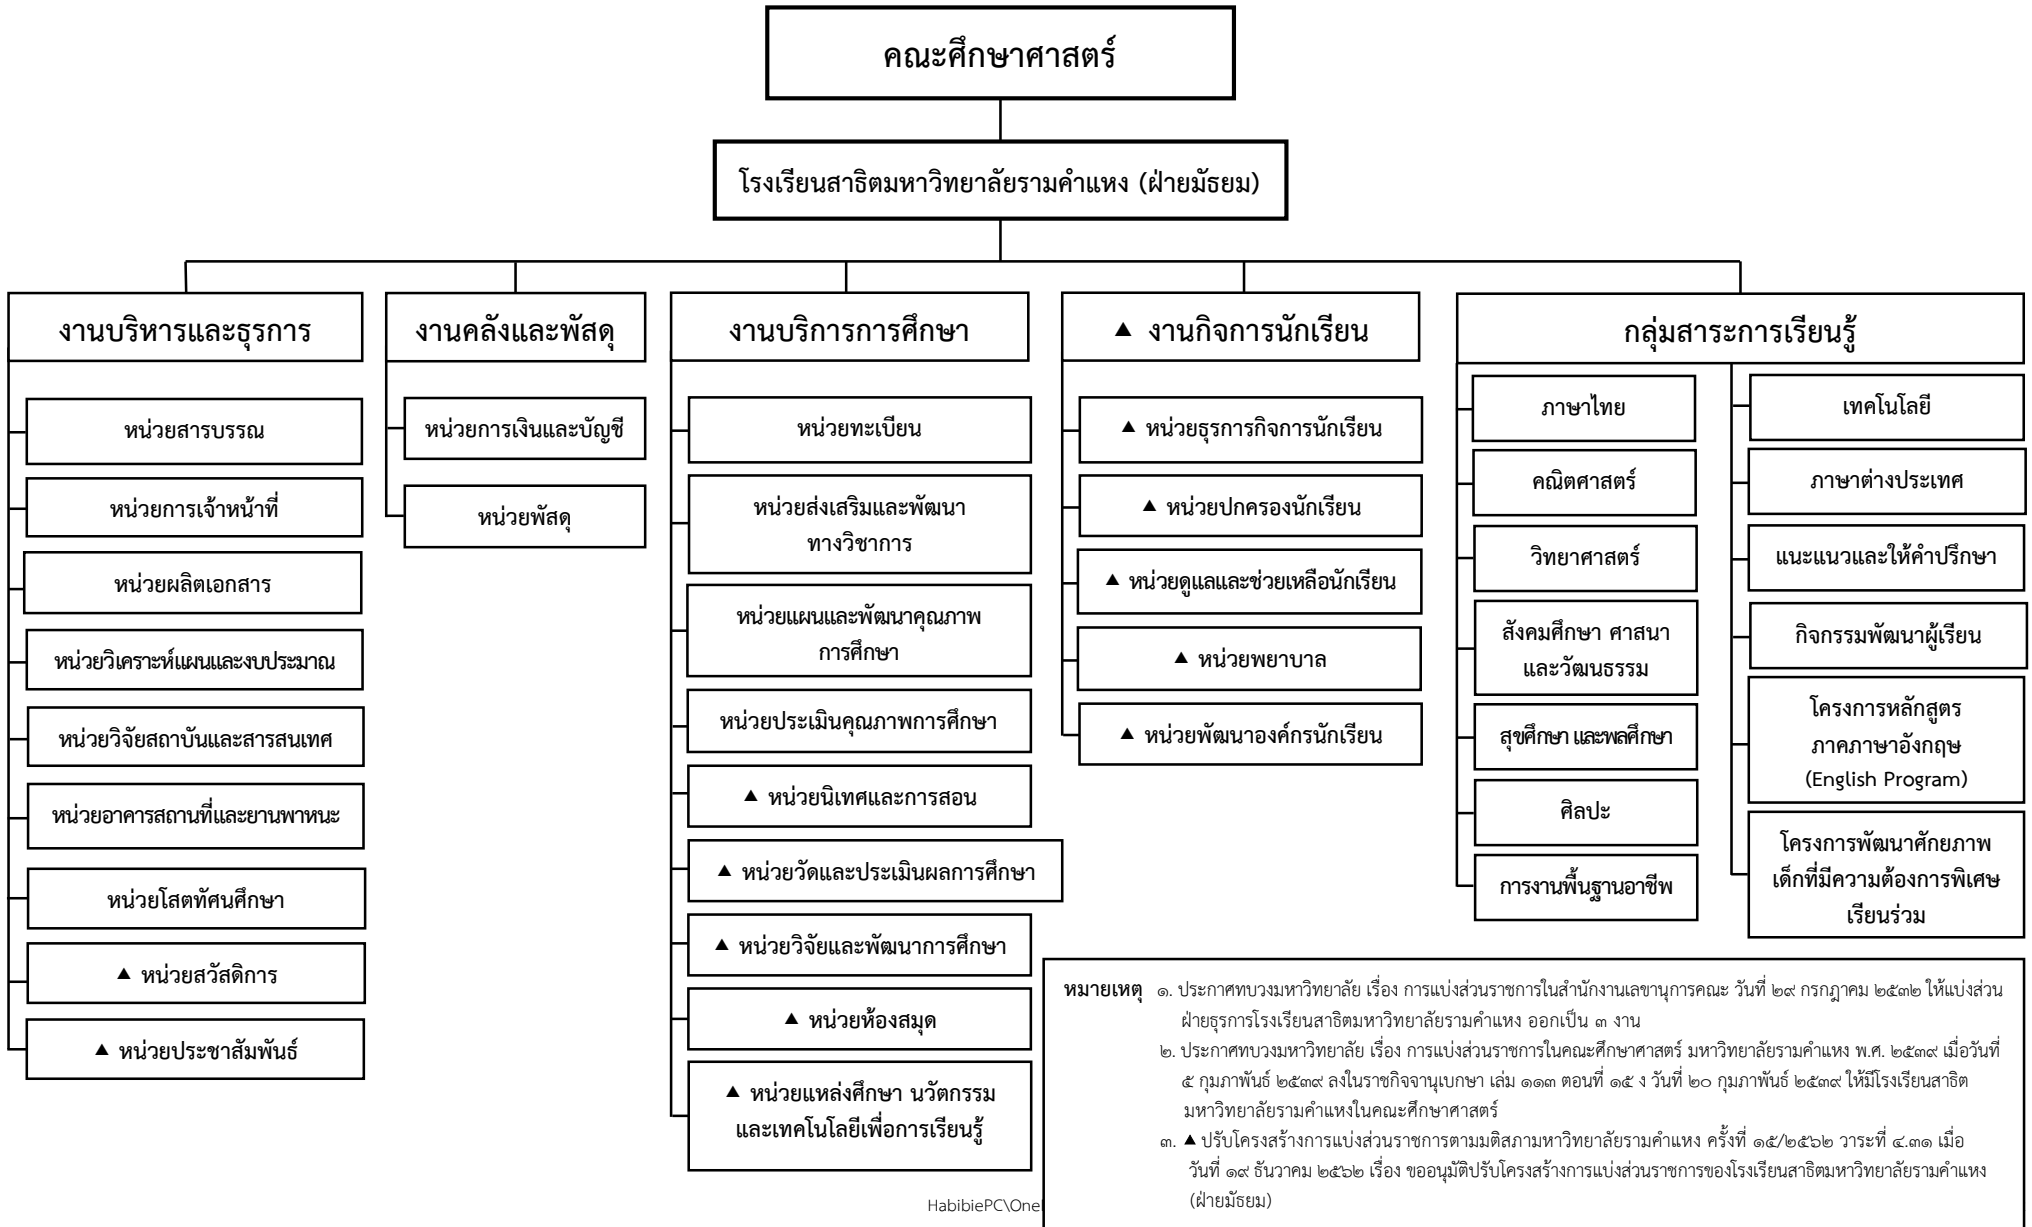 คณะศึกษาศาสตร์
โรงเรียนสาธิตมหาวิทยาลัยรามคำแหง (ฝ่ายมัธยม)
งานบริหารและธุรการ
หน่วยสารบรรณ
หน่วยการเจ้าหน้าที่
หน่วยผลิตเอกสาร
หน่วยวิเคราะห์แผนและงบประมาณ
หน่วยวิจัยสถาบันและสารสนเทศ
หน่วยอาคารสถานที่และยานพาหนะ
หน่วยโสตทัศนศึกษา
▲ หน่วยสวัสดิการ
▲ หน่วยประชาสัมพันธ์
งานคลังและพัสดุ
หน่วยการเงินและบัญชี
หน่วยพัสดุ
งานบริการการศึกษา
หน่วยทะเบียน
หน่วยส่งเสริมและพัฒนา
ทางวิชาการ
หน่วยแผนและพัฒนาคุณภาพ
การศึกษา
หน่วยประเมินคุณภาพการศึกษา
▲ หน่วยนิเทศและการสอน
▲ หน่วยวัดและประเมินผลการศึกษา
▲ หน่วยวิจัยและพัฒนาการศึกษา
▲ หน่วยห้องสมุด
▲ หน่วยแหล่งศึกษา นวัตกรรม
และเทคโนโลยีเพื่อการเรียนรู้
▲ งานกิจการนักเรียน
▲ หน่วยธุรการกิจการนักเรียน
▲ หน่วยปกครองนักเรียน
▲ หน่วยดูแลและช่วยเหลือนักเรียน
▲ หน่วยพยาบาล
▲ หน่วยพัฒนาองค์กรนักเรียน
กลุ่มสาระการเรียนรู้
ภาษาไทย
คณิตศาสตร์
วิทยาศาสตร์
สังคมศึกษา ศาสนา
และวัฒนธรรม
สุขศึกษา และพลศึกษา
ศิลปะ
การงานพื้นฐานอาชีพ
เทคโนโลยี
ภาษาต่างประเทศ
แนะแนวและให้คำปรึกษา
กิจกรรมพัฒนาผู้เรียน
โครงการหลักสูตร
ภาคภาษาอังกฤษ
(English Program)
โครงการพัฒนาศักยภาพ
เด็กที่มีความต้องการพิเศษ
เรียนร่วม
หมายเหตุ ๑. ประกาศทบวงมหาวิทยาลัย เรื่อง การแบ่งส่วนราชการในสำนักงานเลขานุการคณะ วันที่ ๒๙ กรกฎาคม ๒๕๓๒ ให้แบ่งส่วน
ฝ่ายธุรการโรงเรียนสาธิตมหาวิทยาลัยรามคำแหง ออกเป็น ๓ งาน
๒. ประกาศทบวงมหาวิทยาลัย เรื่อง การแบ่งส่วนราชการในคณะศึกษาศาสตร์ มหาวิทยาลัยรามคำแหง พ.ศ. ๒๕๓๙ เมื่อวันที่
๕ กุมภาพันธ์ ๒๕๓๙ ลงในราชกิจจานุเบกษา เล่ม ๑๑๓ ตอนที่ ๑๕ ง วันที่ ๒๐ กุมภาพันธ์ ๒๕๓๙ ให้มีโรงเรียนสาธิต
มหาวิทยาลัยรามคำแหงในคณะศึกษาศาสตร์
๓. ▲ ปรับโครงสร้างการแบ่งส่วนราชการตามมติสภามหาวิทยาลัยรามคำแหง ครั้งที่ ๑๕/๒๕๖๒ วาระที่ ๔.๓๑ เมื่อ
วันที่ ๑๙ ธันวาคม ๒๕๖๒ เรื่อง ขออนุมัติปรับโครงสร้างการแบ่งส่วนราชการของโรงเรียนสาธิตมหาวิทยาลัยรามคำแหง
(ฝ่ายมัธยม)
HabibiePC\One